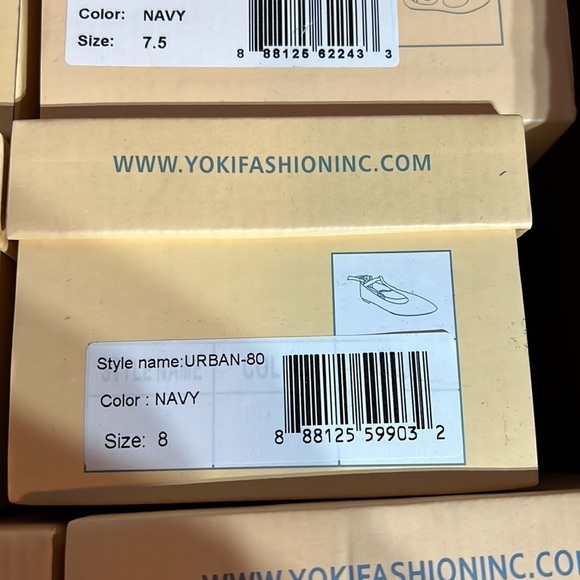 Color: NAVY
Size: 7.5
8 88125 62243 3
WWW.YOKIFASHIONINC.COM
Style name:URBAN-80
Color : NAVY
Size: 8
8 88125 59903 2
WWW.YOKIFASHIONINC.CO